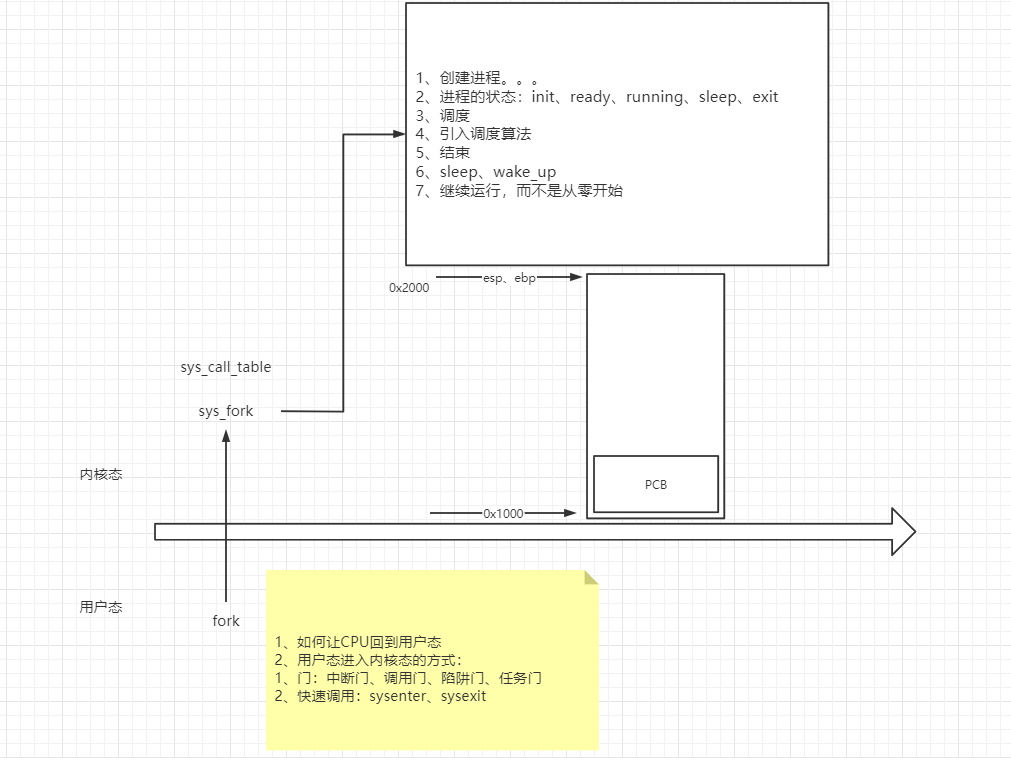 1、创建进程。。。
2、进程的状态：init、ready、running、sleep、exit
3、调度
4、引入调度算法
5、结束
6、sleep、wake_up
7、继续运行，而不是从零开始
esp、ebp
0x2000
sys_call_table
sys_fork
内核态
PCB
0x1000
用户态
fork
1、如何让CPU回到用户态
2、用户态进入内核态的方式：
1、门：中断门、调用门、陷阱门、任务门
2、快速调用：sysenter、sysexit